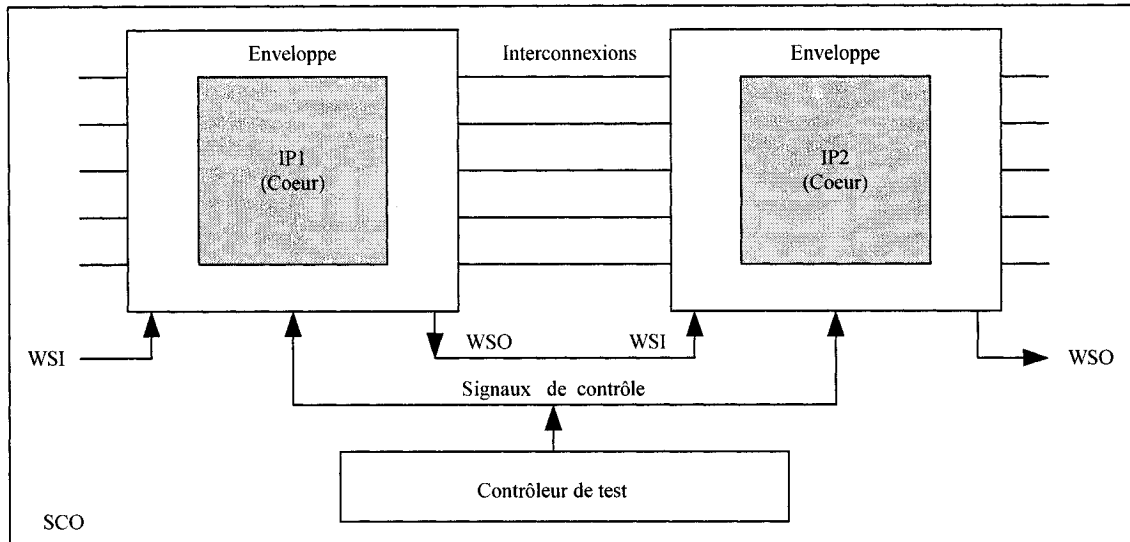 Enveloppe
Interconnexions
Enveloppe
IP1
(Coeur)
IP2
(Coeur)
WSI
WSO
WSI
WSO
Signaux de contrôle
Contrôleur de test
SCO